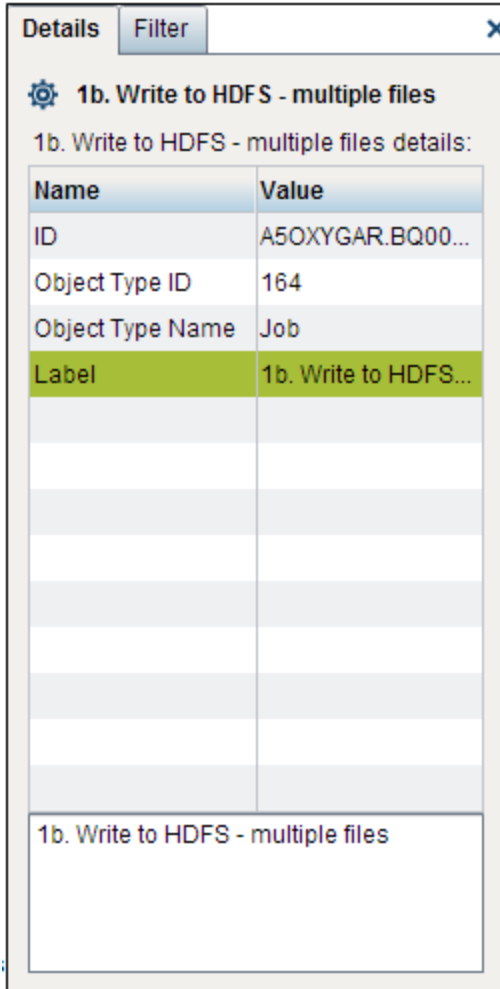 Details Filter
1b. Write to HDFS - multiple files
1b. Write to HDFS - multiple files details:
Name Value
ID A5OXYGAR.BQ00...
Object Type ID 164
Object Type Name Job
Label 1b. Write to HDFS...
1b. Write to HDFS - multiple files